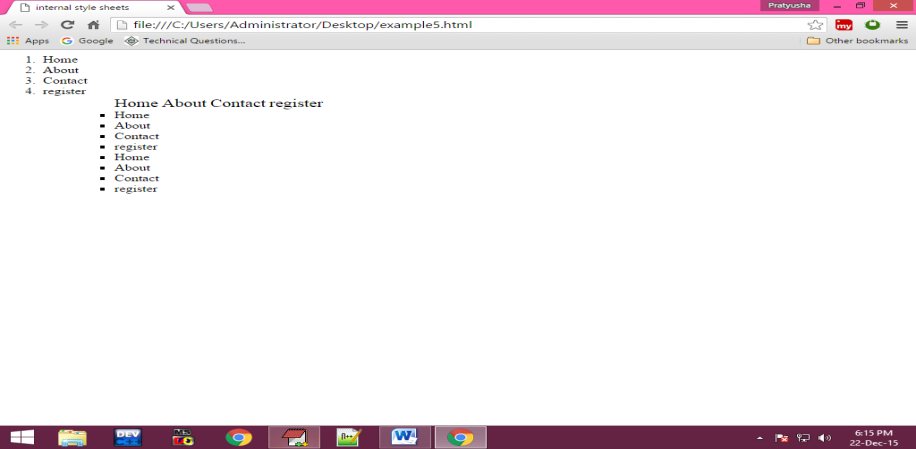 internal style sheets
Pratyusha
file:///C:/Users/Administrator/Desktop/example5.html
my
Apps Google Technical Questions... Other bookmarks
1. Home
2. About
3. Contact
4. register
Home About Contact register
Home
About
Contact
register
Home
About
Contact
register
DEV
6:15 PM
22-Dec-15